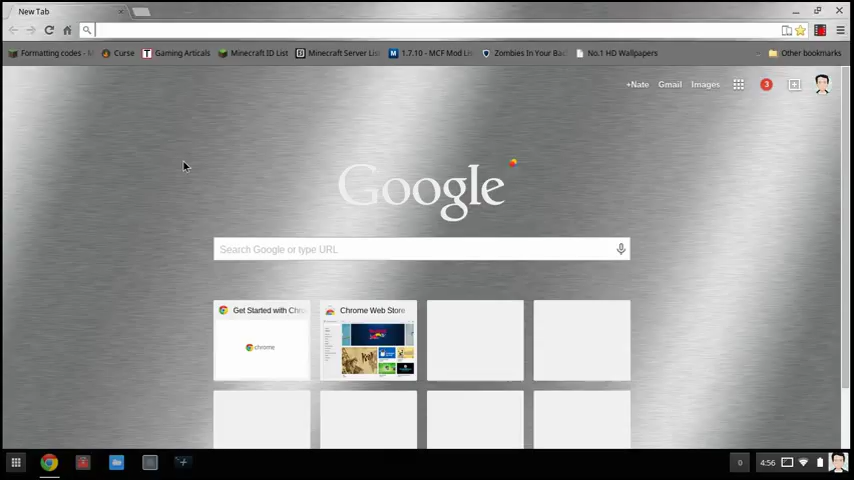 New Tab
Formatting codes - M
Curse
Gaming Articals
Minecraft ID List
Minecraft Server List
1.7.10 - MCF Mod Lis
Zombies In Your Bac
No.1 HD Wallpapers
Other bookmarks
+Nate
Gmail
Images
3
Google
Search Google or type URL
Get Started with Chro
Chrome Web Store
chrome
0
4:56